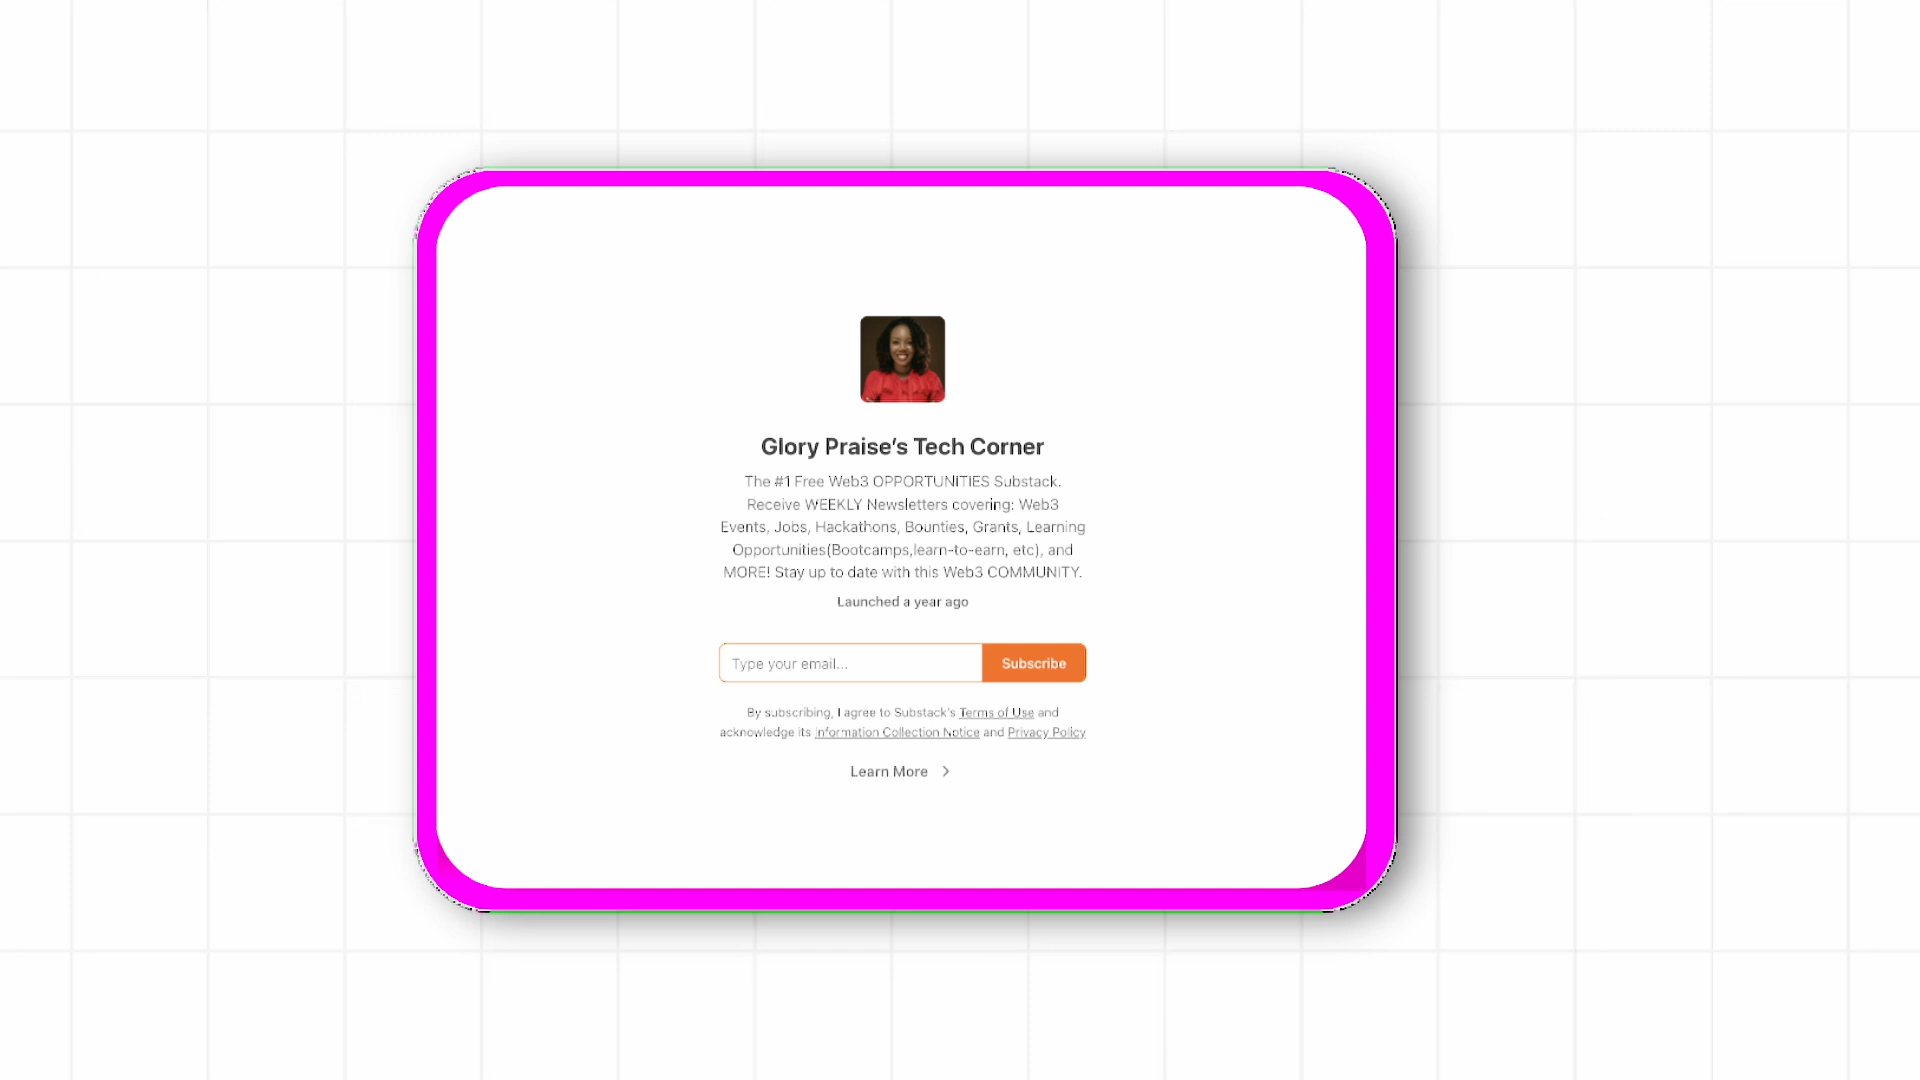 Glory Praise's Tech Corner
The #1 Free Web3 OPPORTUNITIES Substack.
Receive WEEKLY Newsletters covering: Web3
Events, Jobs, Hackathons, Bounties, Grants, Learning
Opportunities(Bootcamps,learn-to-earn, etc), and
MORE! Stay up to date with this Web3 COMMUNITY.
Launched a year ago
Type your email...
Subscribe
By subscribing, I agree to Substack's Terms of Use and
acknowledge its Information Collection Notice and Privacy Policy
Learn More